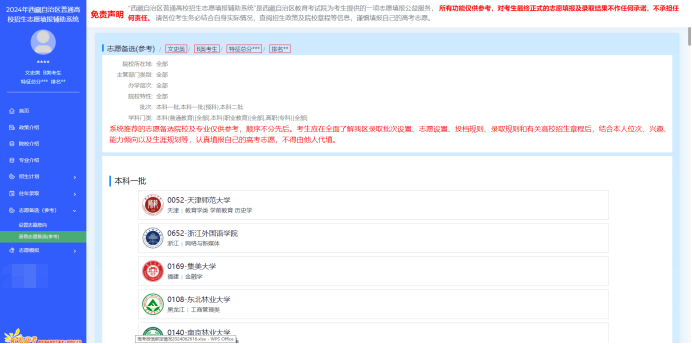 2024年西藏自治区普通高
校招生志愿填报辅助系统
****
文史类 B类考生
特征总分*** 排名**
首页
政策介绍
院校介绍
专业介绍
招生计划
往年录取
志愿备选（参考）
设置志愿意向
推荐志愿备选(参考)
志愿模拟
免责声明
"西藏自治区普通高校招生志愿填报辅助系统"是西藏自治区教育考试院为考生提供的一项志愿填报公益服务， 所有功能仅供参考，对考生最终正式的志愿填报及录取结果不作任何承诺，不承担任
何责任。 请各位考生务必结合自身实际情况，查阅招生政策及院校章程等信息，谨慎填报自己的高考志愿。
志愿备选(参考) / 文史类 / B类考生 / 特征总分*** / 排名**
院校所在地: 全部
主管部门类别: 全部
办学层次: 全部
院校特性: 全部
批次: 本科一批,本科一批(预科),本科二批
学科门类: 本科(普通教育)[全部],本科(职业教育)[全部],高职(专科)[全部]
系统推荐的志愿备选院校及专业仅供参考，顺序不分先后。考生应在全面了解我区录取批次设置、志愿设置、投档规则、录取规则和有关高校招生章程后，结合本人位次、兴趣、
能力倾向以及生涯规划等，认真填报自己的高考志愿，不得由他人代填。
本科一批
0052-天津师范大学
天津 | 教育学类 学前教育 历史学
0652-浙江外国语学院
浙江 | 网络与新媒体
0169-集美大学
福建 | 金融学
0108-东北林业大学
黑龙江 | 工商管理类
0140-南京林业大学